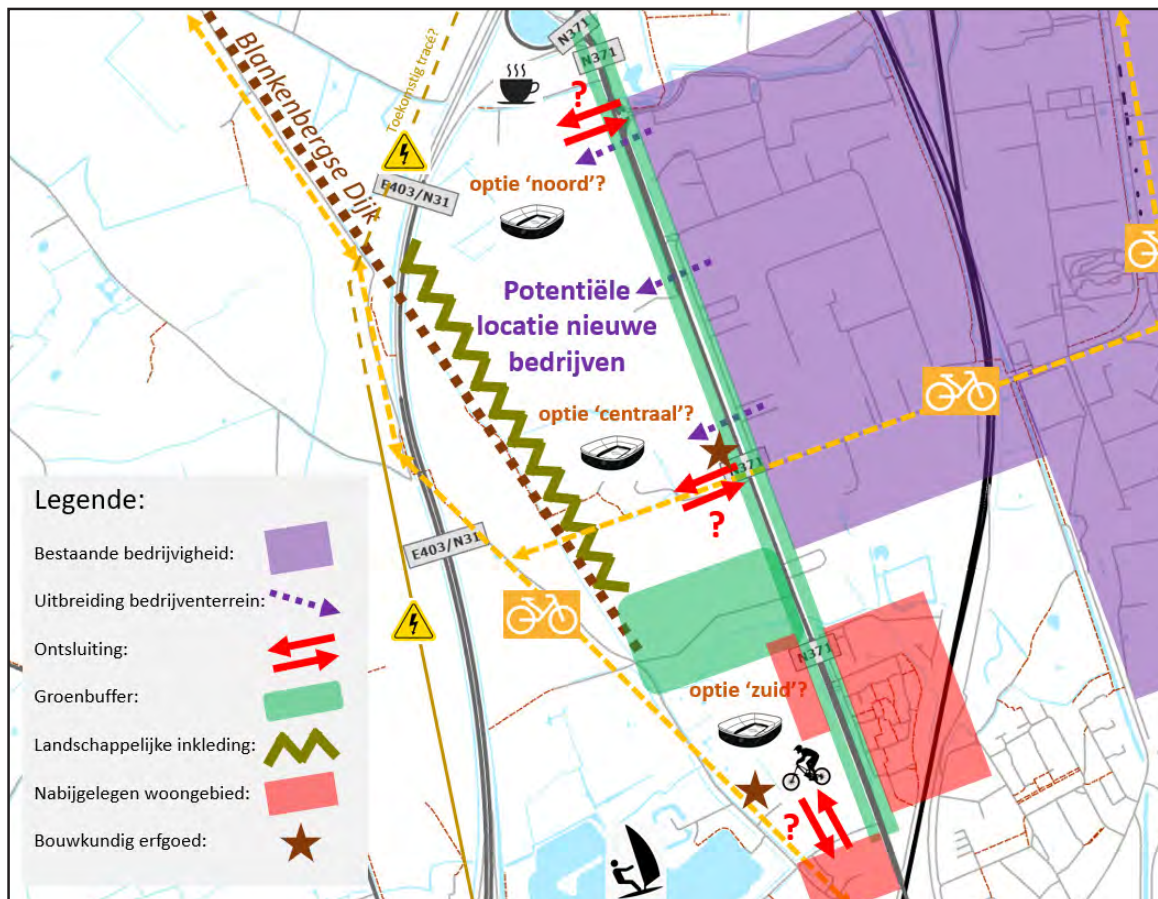 N371
N371
Toekomstig tracé?
Blankenbergse Dijk
?
E403/N31
optie 'noord'?
Potentiële
locatie nieuwe
bedrijven
optie 'centraal'?
N371
?
E403/N31
N371
optie 'zuid'?
?
Legende:
Bestaande bedrijvigheid:
Uitbreiding bedrijventerrein:
Ontsluiting:
Groenbuffer:
Landschappelijke inkleding:
Nabijgelegen woongebied:
Bouwkundig erfgoed: